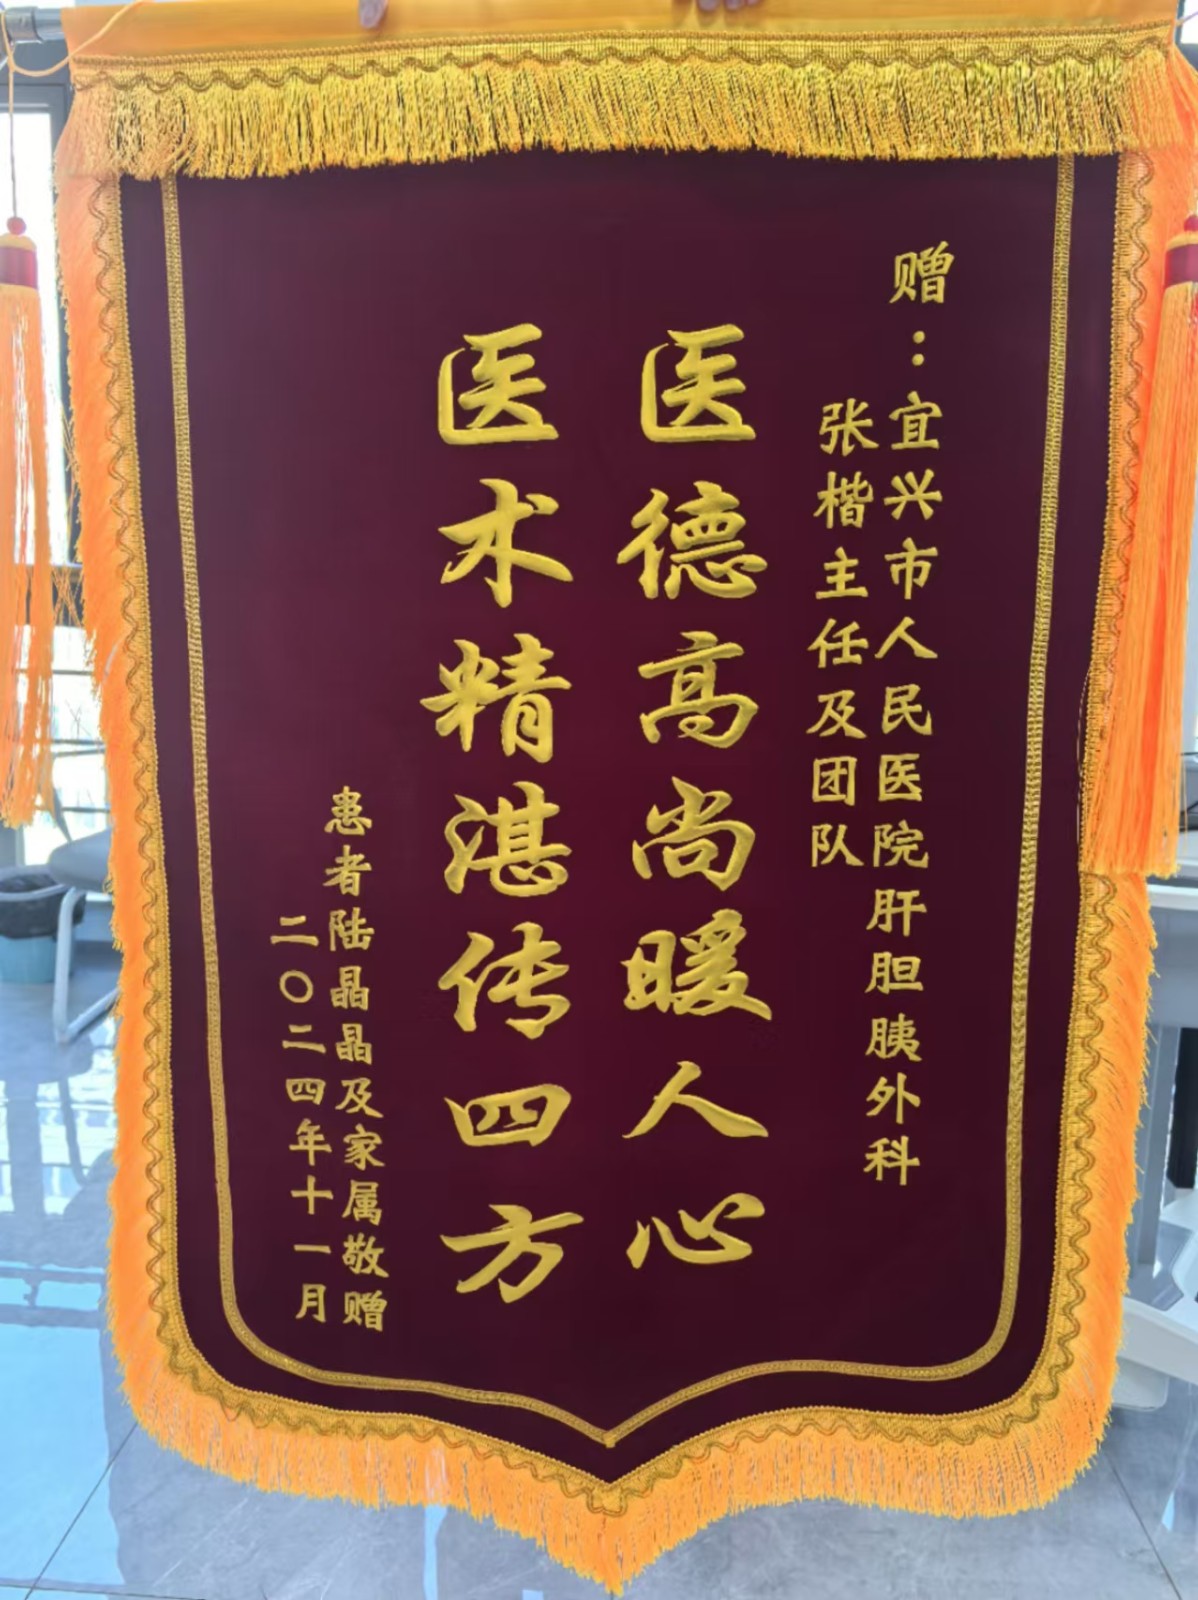 赠：宜兴市人民医院肝胆胰外科
张楷主任及团队
医德高尚暖人心
医术精湛传四方
患者陆晶晶及家属敬赠
二〇二四年十一月